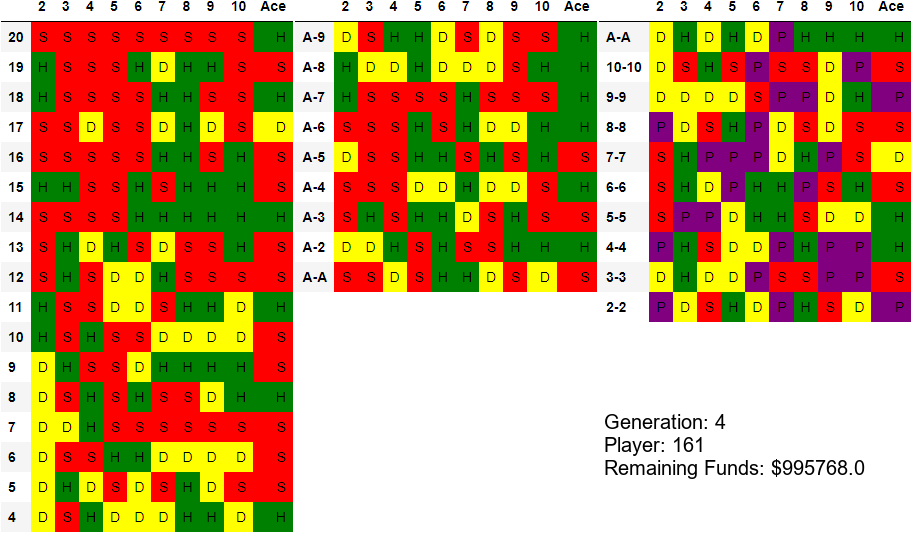 2 3 4 5 6 7 8 9 10 Ace
20 S S S S S S S S S H
19 H S S S H D H H S S
18 H S S S S H H S S H
17 S S D S S D H D S D
16 S S S S S H H S H S
15 H H S S H S H H H S
14 S S S S H H H H H H
13 S H D H S D S S H S
12 S H S D D H S S S S
11 H S S D D S H H D H
10 H S H S S D D D D S
9 D H S S D H H H H S
8 D S H S H S S D H H
7 D D H S S S S S S S
6 D S S H H D D D D S
5 D H D S D S H D S S
4 D S H D D D H H D H
2 3 4 5 6 7 8 9 10 Ace
A-9 D S H H D S D S S H
A-8 H D D H D D D S H H
A-7 H S S S S H S S S H
A-6 S S S H S H D D H H
A-5 D S S H H S H S H S
A-4 S S S D D H D D S H
A-3 S H S H H D S H S S
A-2 D D H S H S S H H H
A-A S S D S H H D S D S
2 3 4 5 6 7 8 9 10 Ace
A-A D H D H D P H H H H
10-10 D S H S P S S D P S
9-9 D D D D S P P D H P
8-8 P D S H P D S D S S
7-7 S H P P P D H P S D
6-6 S H D P H H P S H S
5-5 S P P D H H S D D H
4-4 P H S D D P H P P H
3-3 D H D D P S S P P S
2-2 P D S H D P H S D P
Generation: 4
Player: 161
Remaining Funds: $995768.0